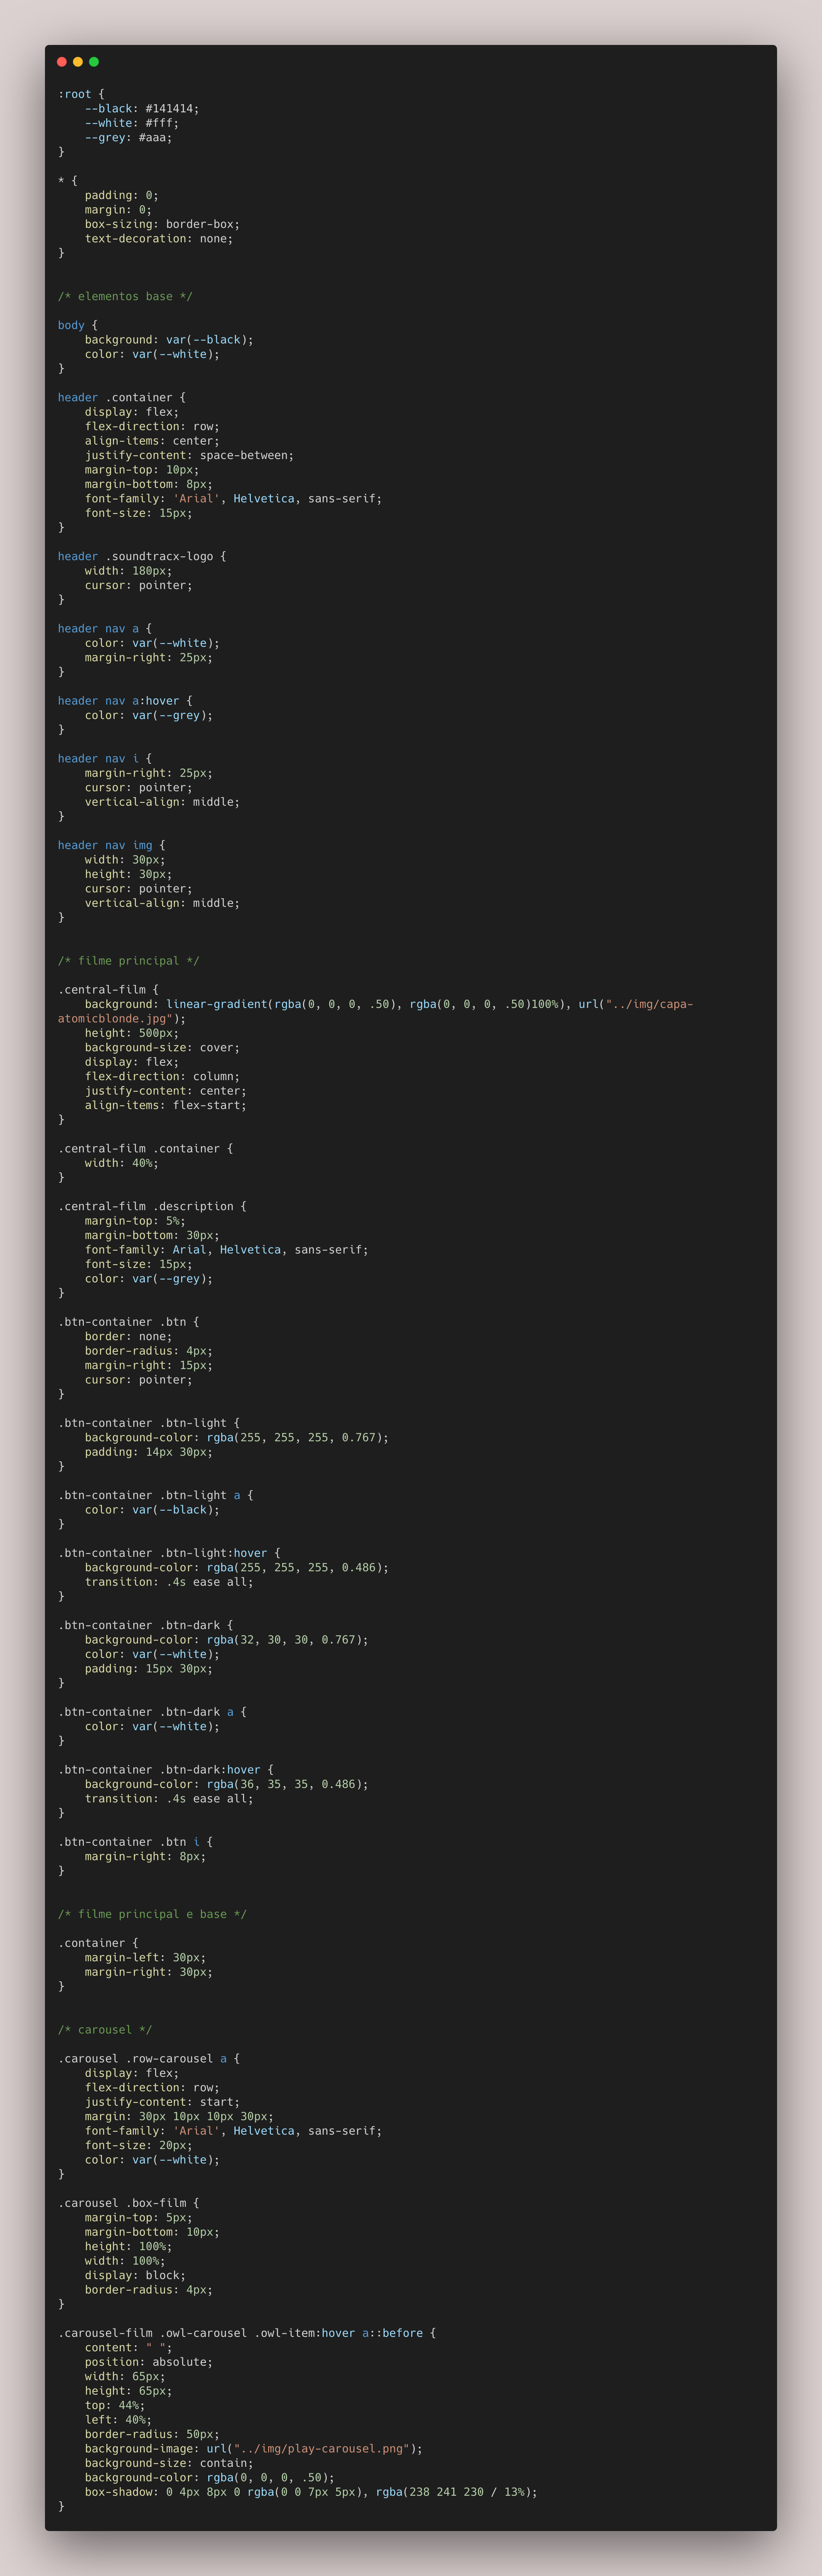 :root {
    --black: #141414;
    --white: #fff;
    --grey: #aaa;
}

* {
    padding: 0;
    margin: 0;
    box-sizing: border-box;
    text-decoration: none;
}


/* elementos base */

body {
    background: var(--black);
    color: var(--white);
}

header .container {
    display: flex;
    flex-direction: row;
    align-items: center;
    justify-content: space-between;
    margin-top: 10px;
    margin-bottom: 8px;
    font-family: 'Arial', Helvetica, sans-serif;
    font-size: 15px;
}

header .soundtracx-logo {
    width: 180px;
    cursor: pointer;
}

header nav a {
    color: var(--white);
    margin-right: 25px;
}

header nav a:hover {
    color: var(--grey);
}

header nav i {
    margin-right: 25px;
    cursor: pointer;
    vertical-align: middle;
}

header nav img {
    width: 30px;
    height: 30px;
    cursor: pointer;
    vertical-align: middle;
}


/* filme principal */

.central-film {
    background: linear-gradient(rgba(0, 0, 0, .50), rgba(0, 0, 0, .50)100%), url("../img/capa-
atomicblonde.jpg");
    height: 500px;
    background-size: cover;
    display: flex;
    flex-direction: column;
    justify-content: center;
    align-items: flex-start;
}

.central-film .container {
    width: 40%;
}

.central-film .description {
    margin-top: 5%;
    margin-bottom: 30px;
    font-family: Arial, Helvetica, sans-serif;
    font-size: 15px;
    color: var(--grey);
}

.btn-container .btn {
    border: none;
    border-radius: 4px;
    margin-right: 15px;
    cursor: pointer;
}

.btn-container .btn-light {
    background-color: rgba(255, 255, 255, 0.767);
    padding: 14px 30px;
}

.btn-container .btn-light a {
    color: var(--black);
}

.btn-container .btn-light:hover {
    background-color: rgba(255, 255, 255, 0.486);
    transition: .4s ease all;
}

.btn-container .btn-dark {
    background-color: rgba(32, 30, 30, 0.767);
    color: var(--white);
    padding: 15px 30px;
}

.btn-container .btn-dark a {
    color: var(--white);
}

.btn-container .btn-dark:hover {
    background-color: rgba(36, 35, 35, 0.486);
    transition: .4s ease all;
}

.btn-container .btn i {
    margin-right: 8px;
}


/* filme principal e base */

.container {
    margin-left: 30px;
    margin-right: 30px;
}


/* carousel */

.carousel .row-carousel a {
    display: flex;
    flex-direction: row;
    justify-content: start;
    margin: 30px 10px 10px 30px;
    font-family: 'Arial', Helvetica, sans-serif;
    font-size: 20px;
    color: var(--white);
}

.carousel .box-film {
    margin-top: 5px;
    margin-bottom: 10px;
    height: 100%;
    width: 100%;
    display: block;
    border-radius: 4px;
}

.carousel-film .owl-carousel .owl-item:hover a::before {
    content: " ";
    position: absolute;
    width: 65px;
    height: 65px;
    top: 44%;
    left: 40%;
    border-radius: 50px;
    background-image: url("../img/play-carousel.png");
    background-size: contain;
    background-color: rgba(0, 0, 0, .50);
    box-shadow: 0 4px 8px 0 rgba(0 0 7px 5px), rgba(238 241 230 / 13%);
}